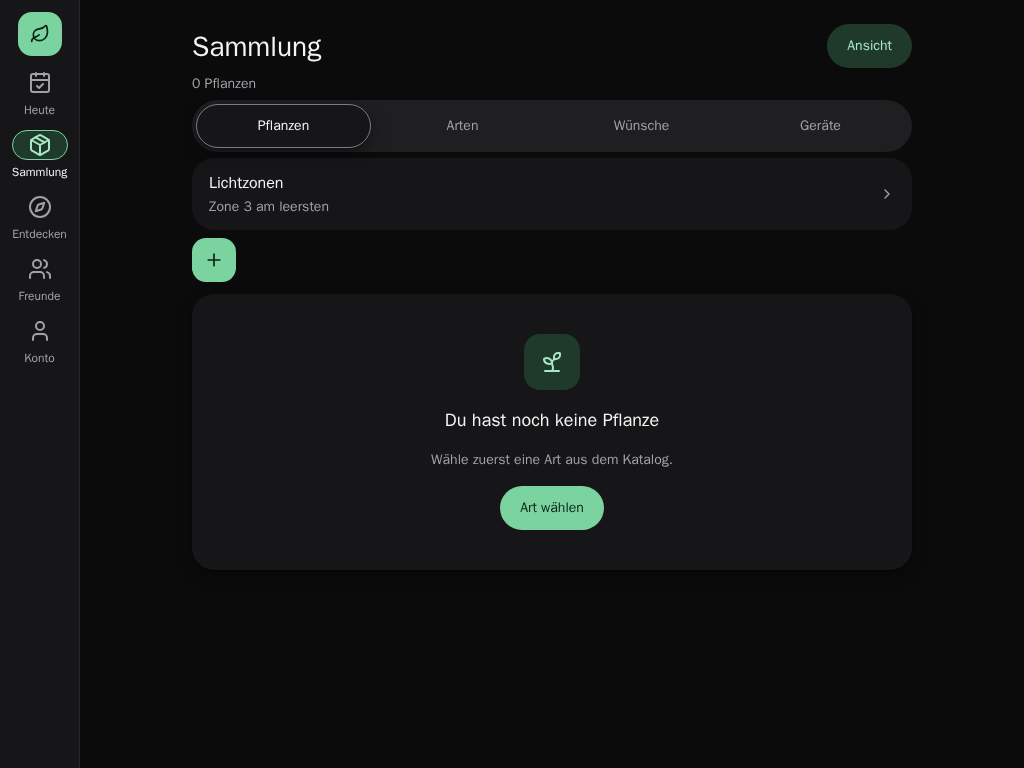 Sammlung
Ansicht
0 Pflanzen
Heute
Sammlung
Entdecken
Freunde
Konto
Pflanzen
Arten
Wünsche
Geräte
Lichtzonen
Zone 3 am leersten
Du hast noch keine Pflanze
Wähle zuerst eine Art aus dem Katalog.
Art wählen